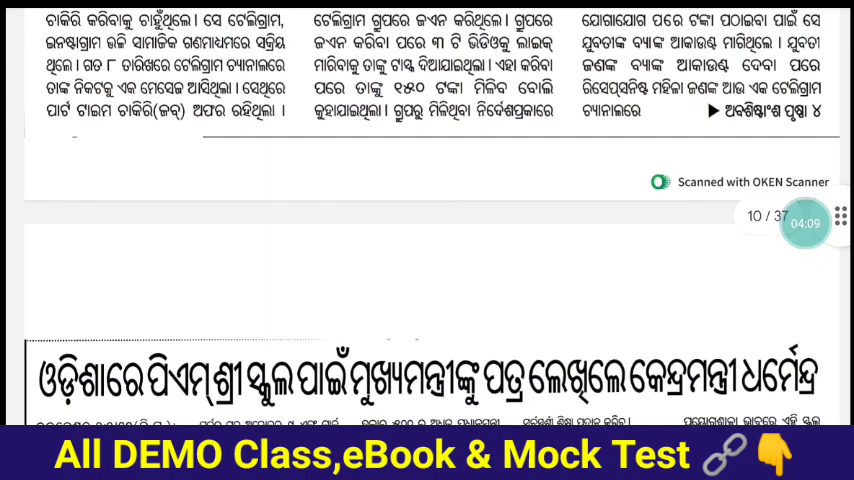 ଚାକିରି କରିବାକୁ ଚାହୁଁଥିଲେ। ସେ ଟେଲିଗ୍ରାମ,
ଇନଷ୍ଟାଗ୍ରାମ ଭଳି ସାମାଜିକ ଗଣମାଧ୍ୟମରେ ସକ୍ରିୟ
ଥିଲେ। ଗତ ୮ ତାରିଖରେ ଟେଲିଗ୍ରାମ ଚ୍ୟାନାଲରେ
ତାଙ୍କ ନିକଟକୁ ଏକ ମେସେଜ ଆସିଥିଲା। ସେଥିରେ
ପାର୍ଟ ଟାଇମ ଚାକିରି(ଜବ୍) ଅଫର ରହିଥିଲା।
ଟେଲିଗ୍ରାମ ଗ୍ରୁପରେ ଜଏନ କରିଥିଲେ। ଗ୍ରୁପରେ
ଜଏନ କରିବା ପରେ ୩ ଟି ଭିଡିଓକୁ ଲାଇକ୍
ମାରିବାକୁ ତାଙ୍କୁ ଟାସ୍କ ଦିଆଯାଇଥିଲା। ଏହା କରିବା
ପରେ ତାଙ୍କୁ ୧୫୦ ଟଙ୍କା ମିଳିବ ବୋଲି
କୁହାଯାଇଥିଲା। ଗ୍ରୁପରୁ ମିଳିଥିବା ନିର୍ଦେଶପ୍ରକାରେ
ଯୋଗାଯୋଗ ପରେ ଟଙ୍କା ପଠାଇବା ପାଇଁ ସେ
ଯୁବତୀଙ୍କ ବ୍ୟାଙ୍କ ଆକାଉଣ୍ଟ ମାଗିଥିଲେ। ଯୁବତୀ
ଜଣଙ୍କ ବ୍ୟାଙ୍କ ଆକାଉଣ୍ଟ ଦେବା ପରେ
ରିସେପ୍‌ସନିଷ୍ଟ ମହିଳା ଜଣଙ୍କ ଆଉ ଏକ ଟେଲିଗ୍ରାମ
ଚ୍ୟାନାଲରେ ▶ ଅବଶିଷ୍ଟାଂଶ ପୃଷ୍ଠା ୪
Scanned with OKEN Scanner
10 / 37
04:09
ଓଡ଼ିଶାରେ ପିଏମ୍ ଶ୍ରୀ ସ୍କୁଲ ପାଇଁ ମୁଖ୍ୟମନ୍ତ୍ରୀଙ୍କୁ ପତ୍ର ଲେଖିଲେ କେନ୍ଦ୍ରମନ୍ତ୍ରୀ ଧର୍ମେନ୍ଦ୍ର
All DEMO Class,eBook & Mock Test 🔗👇